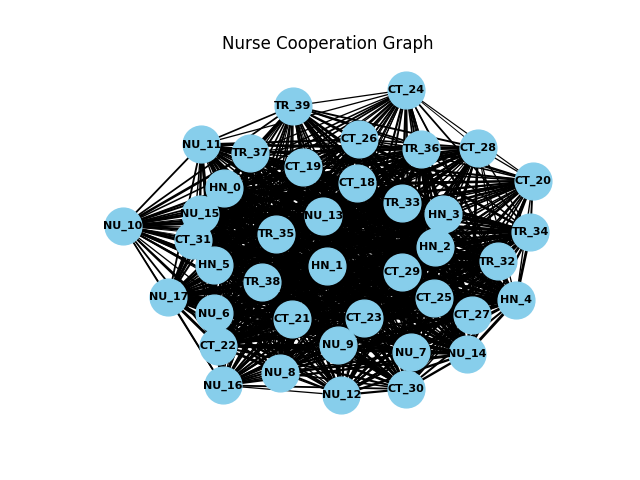 Nurse Cooperation Graph
CT_24
TR_39
CT_26
NU_11
TR_37
TR_36
CT_28
CT_19
CT_18
CT_20
HN_0
TR_33
NU_15
NU_13
HN_3
NU_10
CT_31
TR_35
TR_34
HN_2
HN_5
HN_1
TR_32
CT_29
TR_38
NU_17
CT_25
HN_4
NU_6
CT_21
CT_23
CT_27
CT_22
NU_9
NU_7
NU_14
NU_8
NU_16
NU_12
CT_30